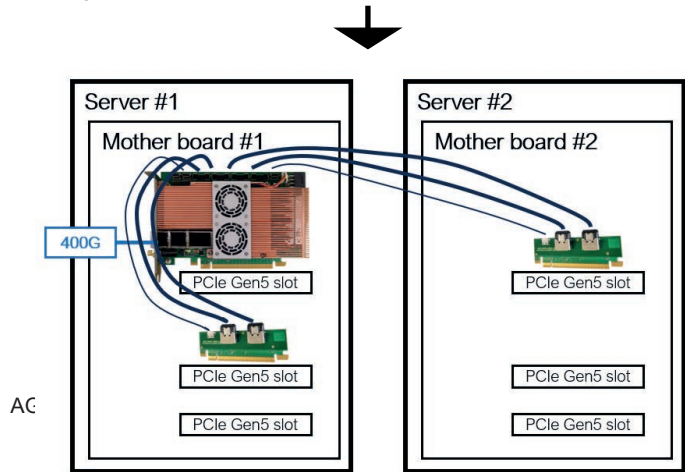 Server #1
Server #2
Mother board #1
Mother board #2
400G
PCIe Gen5 slot
PCIe Gen5 slot
PCIe Gen5 slot
PCIe Gen5 slot
PCIe Gen5 slot
PCIe Gen5 slot